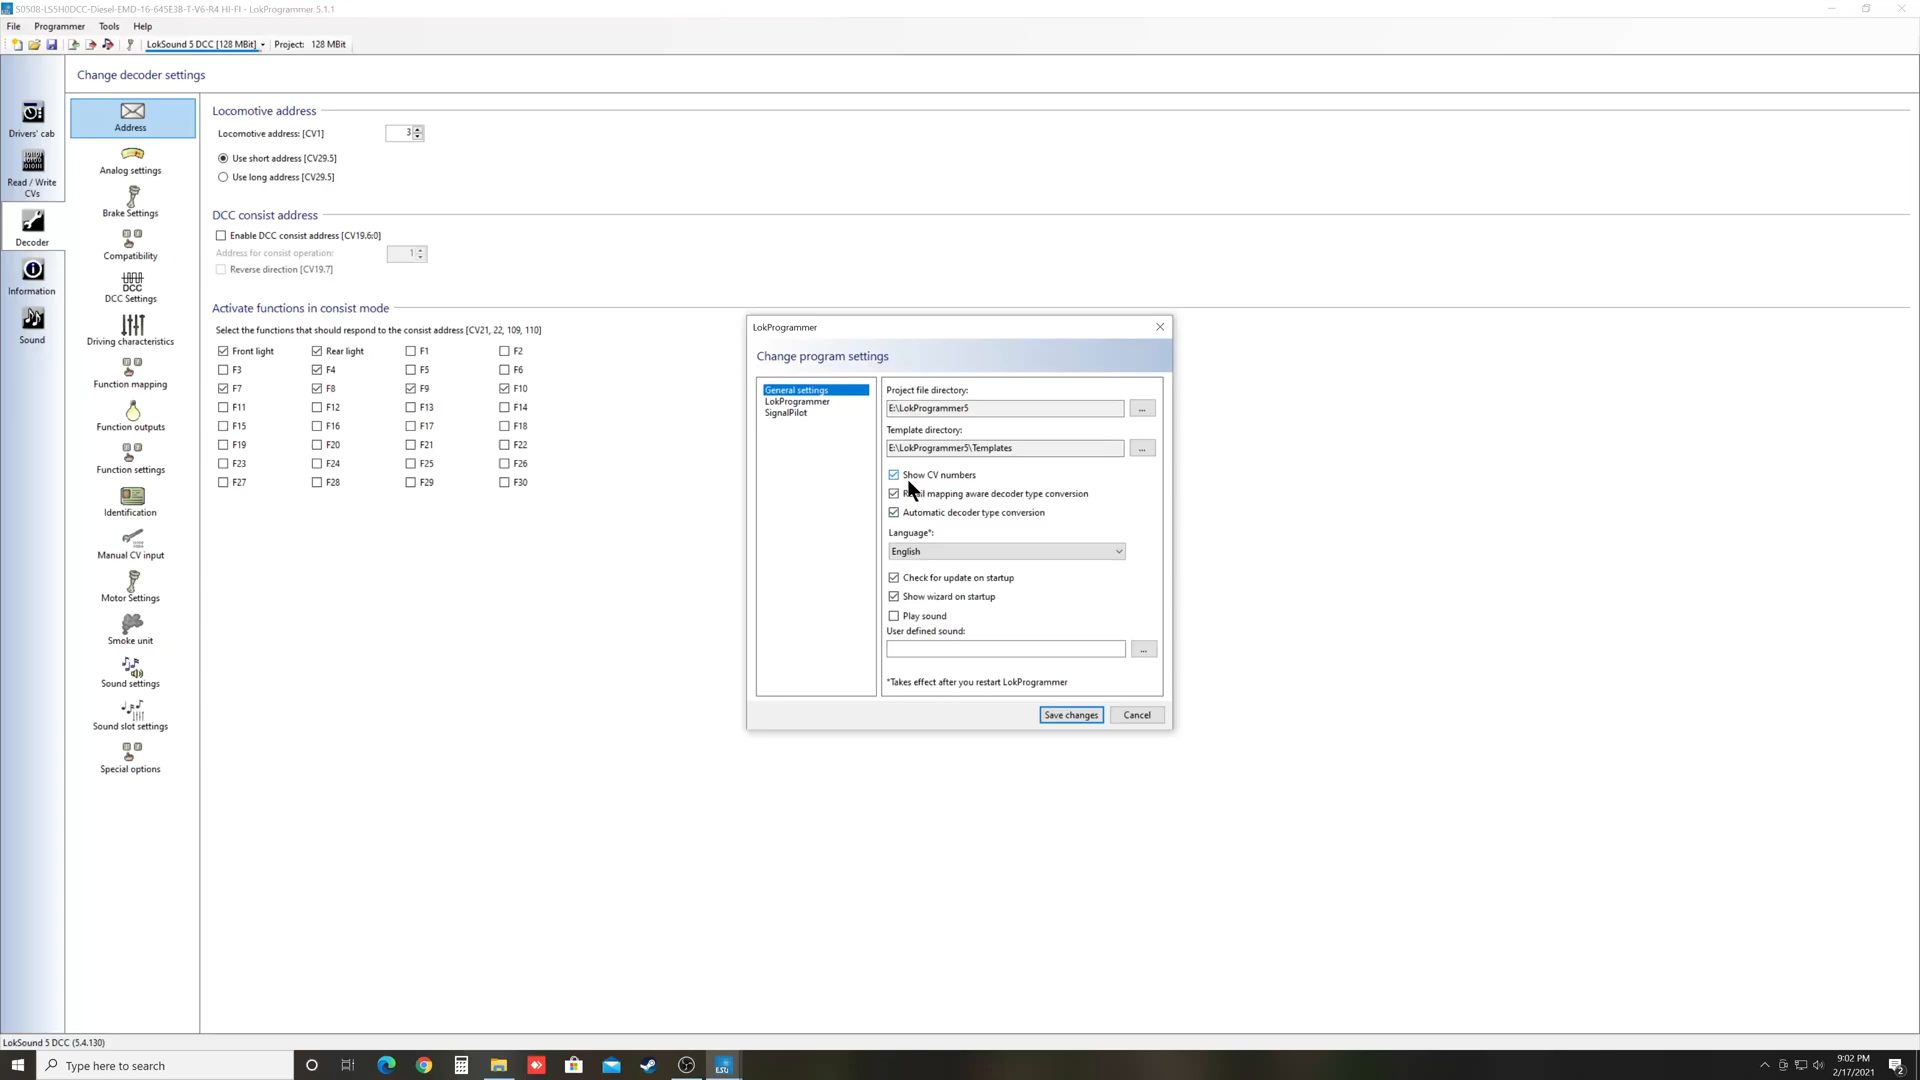 S0508-LS5H0DCC-Diesel-EMD-16-645E3B-T-V6-R4 HI-FI - LokProgrammer 5.1.1
File Programmer Tools Help
LokSound 5 DCC [128 MBit] Project: 128 MBit
Change decoder settings
Drivers' cab
Read / Write CVs
Decoder
Information
Sound
Address
Analog settings
Brake Settings
Compatibility
DCC
DCC Settings
Driving characteristics
Function mapping
Function outputs
Function settings
Identification
Manual CV input
Motor Settings
Smoke unit
Sound settings
Sound slot settings
Special options
Locomotive address
Locomotive address: [CV1] 3
Use short address [CV29.5]
Use long address [CV29.5]
DCC consist address
Enable DCC consist address [CV19.6:0]
Address for consist operation: 1
Reverse direction [CV19.7]
Activate functions in consist mode
Select the functions that should respond to the consist address [CV21, 22, 109, 110]
Front light Rear light F1 F2
F3 F4 F5 F6
F7 F8 F9 F10
F11 F12 F13 F14
F15 F16 F17 F18
F19 F20 F21 F22
F23 F24 F25 F26
F27 F28 F29 F30
LokProgrammer
Change program settings
General settings
LokProgrammer
SignalPilot
Project file directory:
E:\LokProgrammer5 ...
Template directory:
E:\LokProgrammer5\Templates ...
Show CV numbers
mapping aware decoder type conversion
Automatic decoder type conversion
Language*:
English
Check for update on startup
Show wizard on startup
Play sound
User defined sound:
...
*Takes effect after you restart LokProgrammer
Save changes Cancel
LokSound 5 DCC (5.4.130)
Type here to search
ESU
9:02 PM
2/17/2021
2